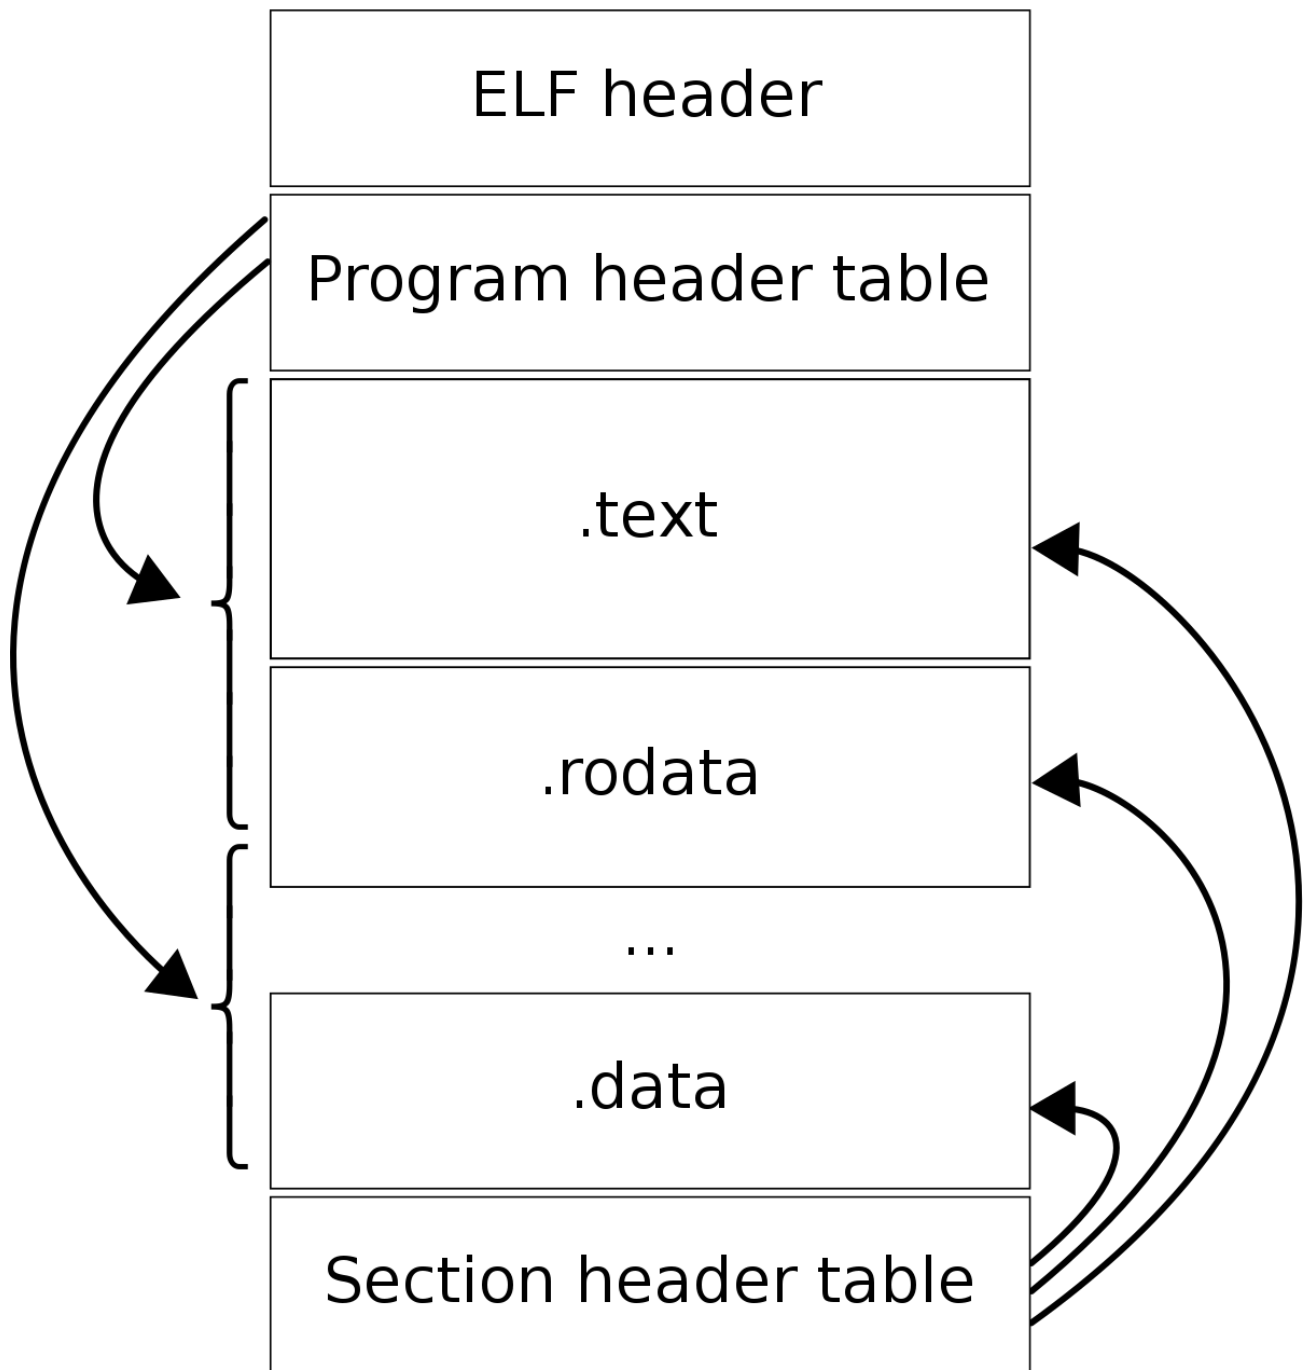 ELF header
Program header table
.text
.rodata
...
.data
Section header table